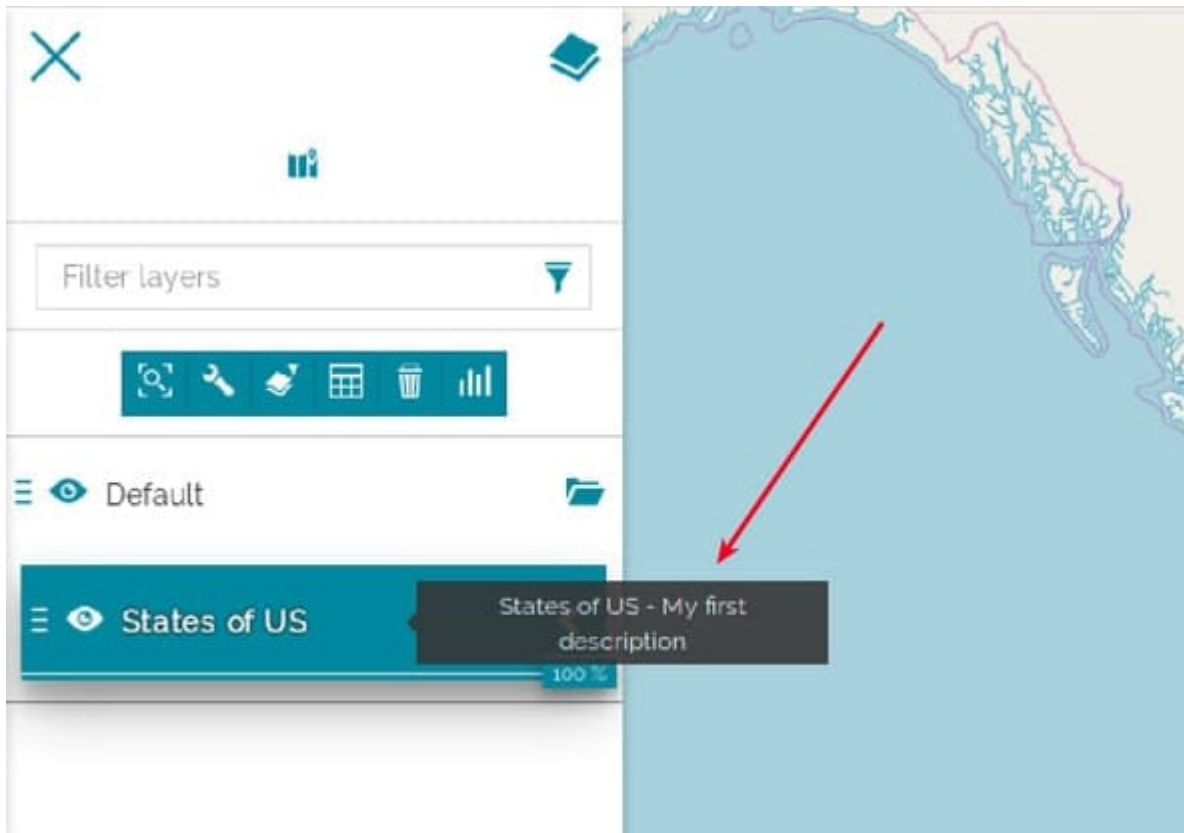 Filter layers
Default
States of US
States of US - My first
description
100 %